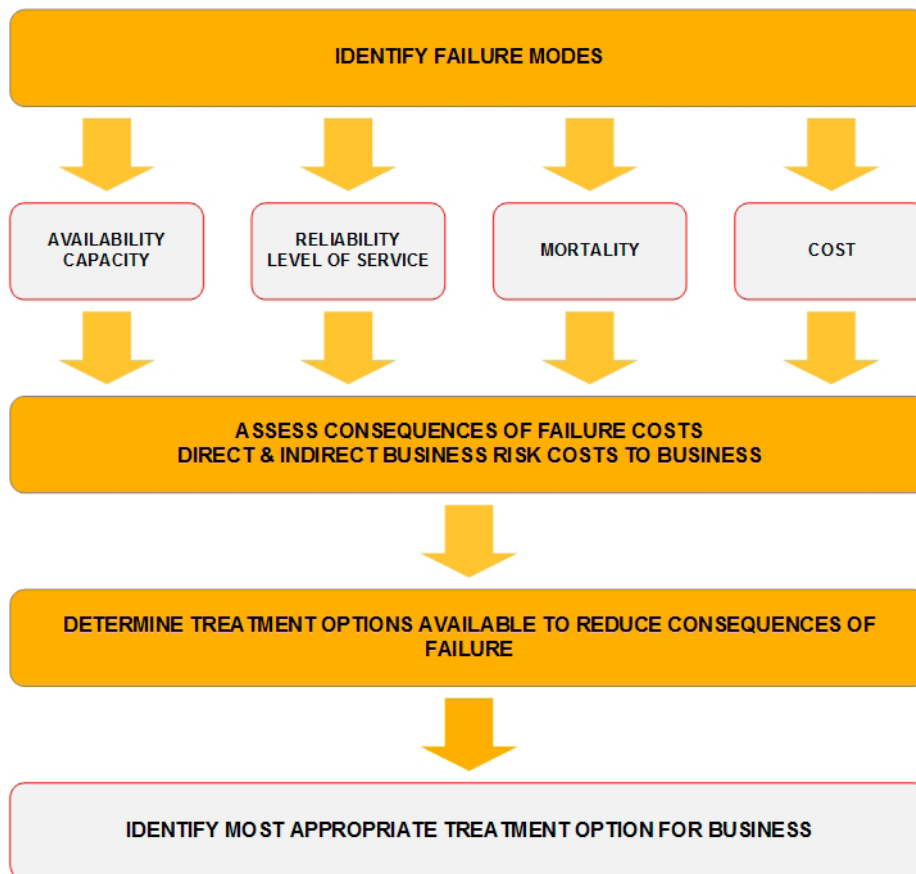 IDENTIFY FAILURE MODES
AVAILABILITY
CAPACITY
RELIABILITY
LEVEL OF SERVICE
MORTALITY
COST
ASSESS CONSEQUENCES OF FAILURE COSTS
DIRECT & INDIRECT BUSINESS RISK COSTS TO BUSINESS
DETERMINE TREATMENT OPTIONS AVAILABLE TO REDUCE CONSEQUENCES OF
FAILURE
IDENTIFY MOST APPROPRIATE TREATMENT OPTION FOR BUSINESS